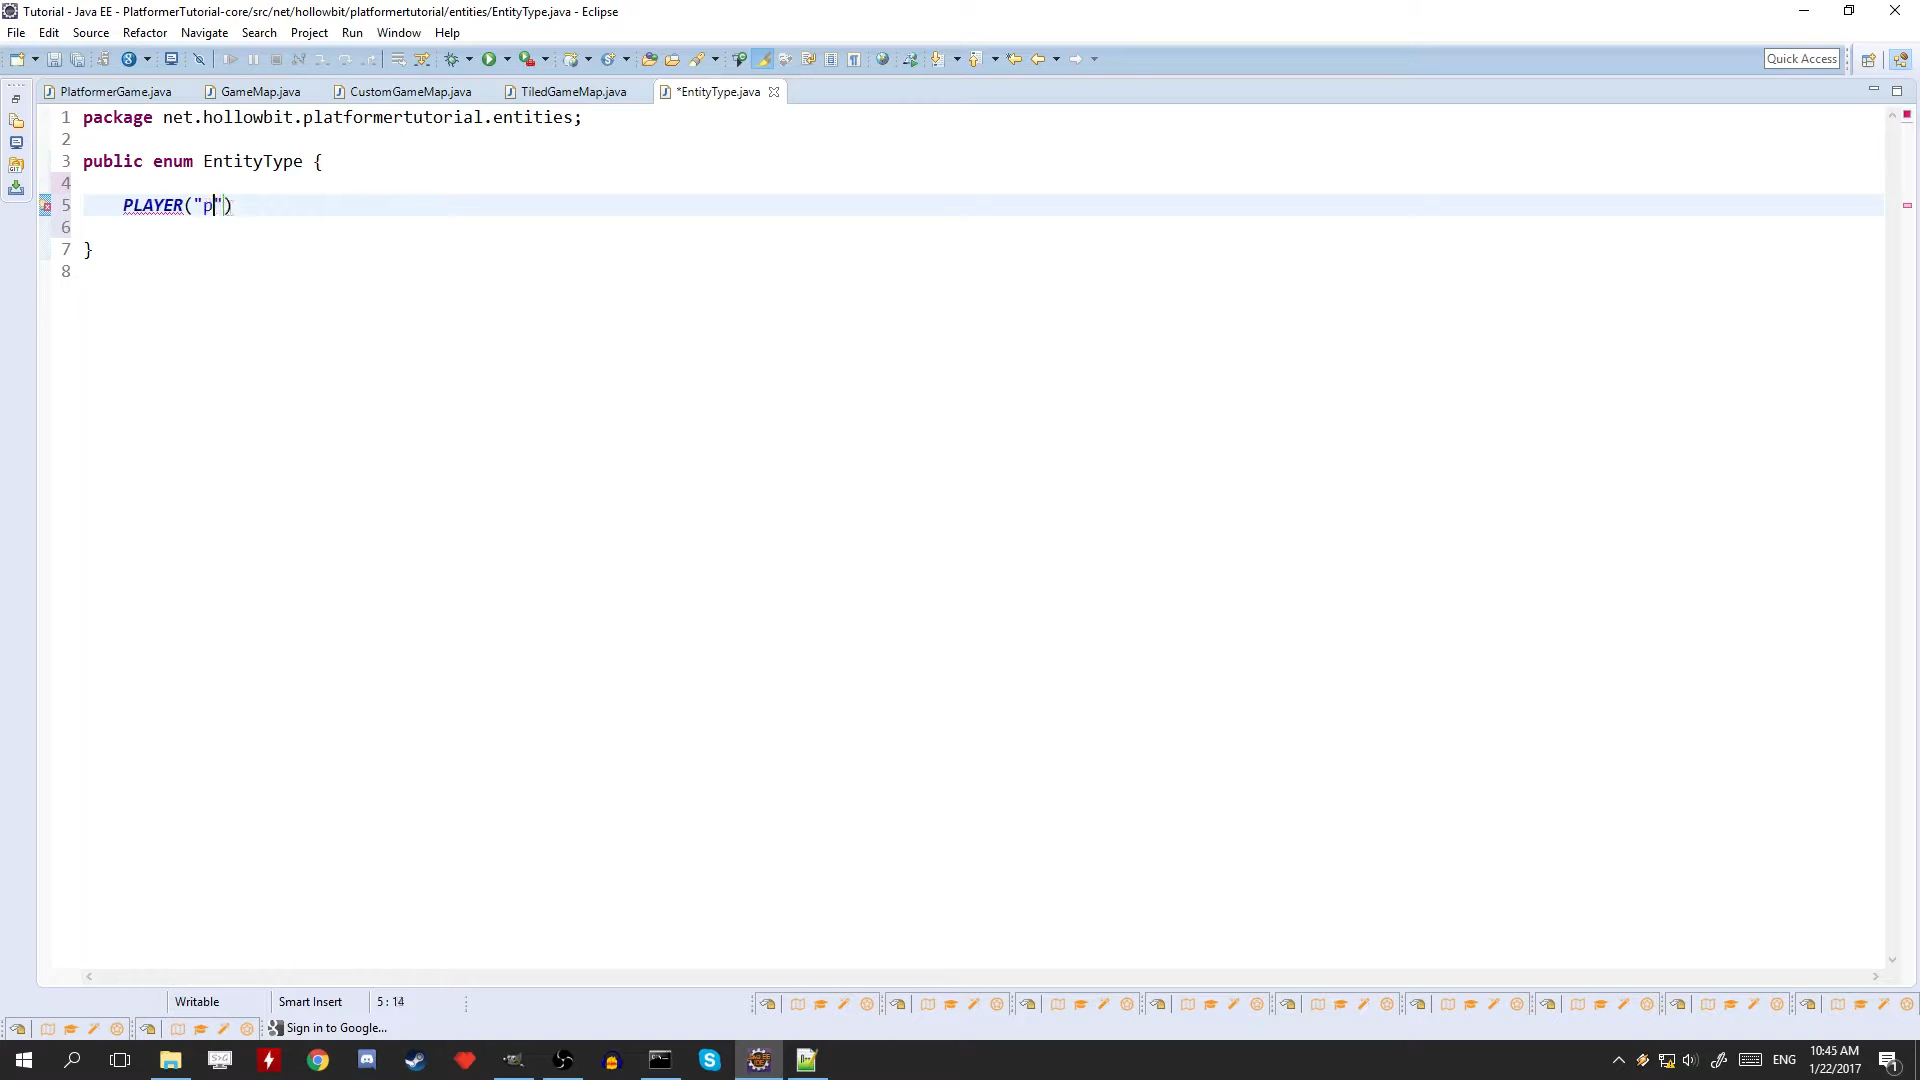 Tutorial - Java EE - PlatformerTutorial-core/src/net/hollowbit/platformertutorial/entities/EntityType.java - Eclipse
File Edit Source Refactor Navigate Search Project Run Window Help
Quick Access
PlatformerGame.java GameMap.java CustomGameMap.java TiledGameMap.java *EntityType.java
1 package net.hollowbit.platformertutorial.entities;
2
3 public enum EntityType {
4
5 PLAYER("p")
6
7 }
8
Writable Smart Insert 5 : 14
Sign in to Google...
ENG 10:45 AM
1/22/2017